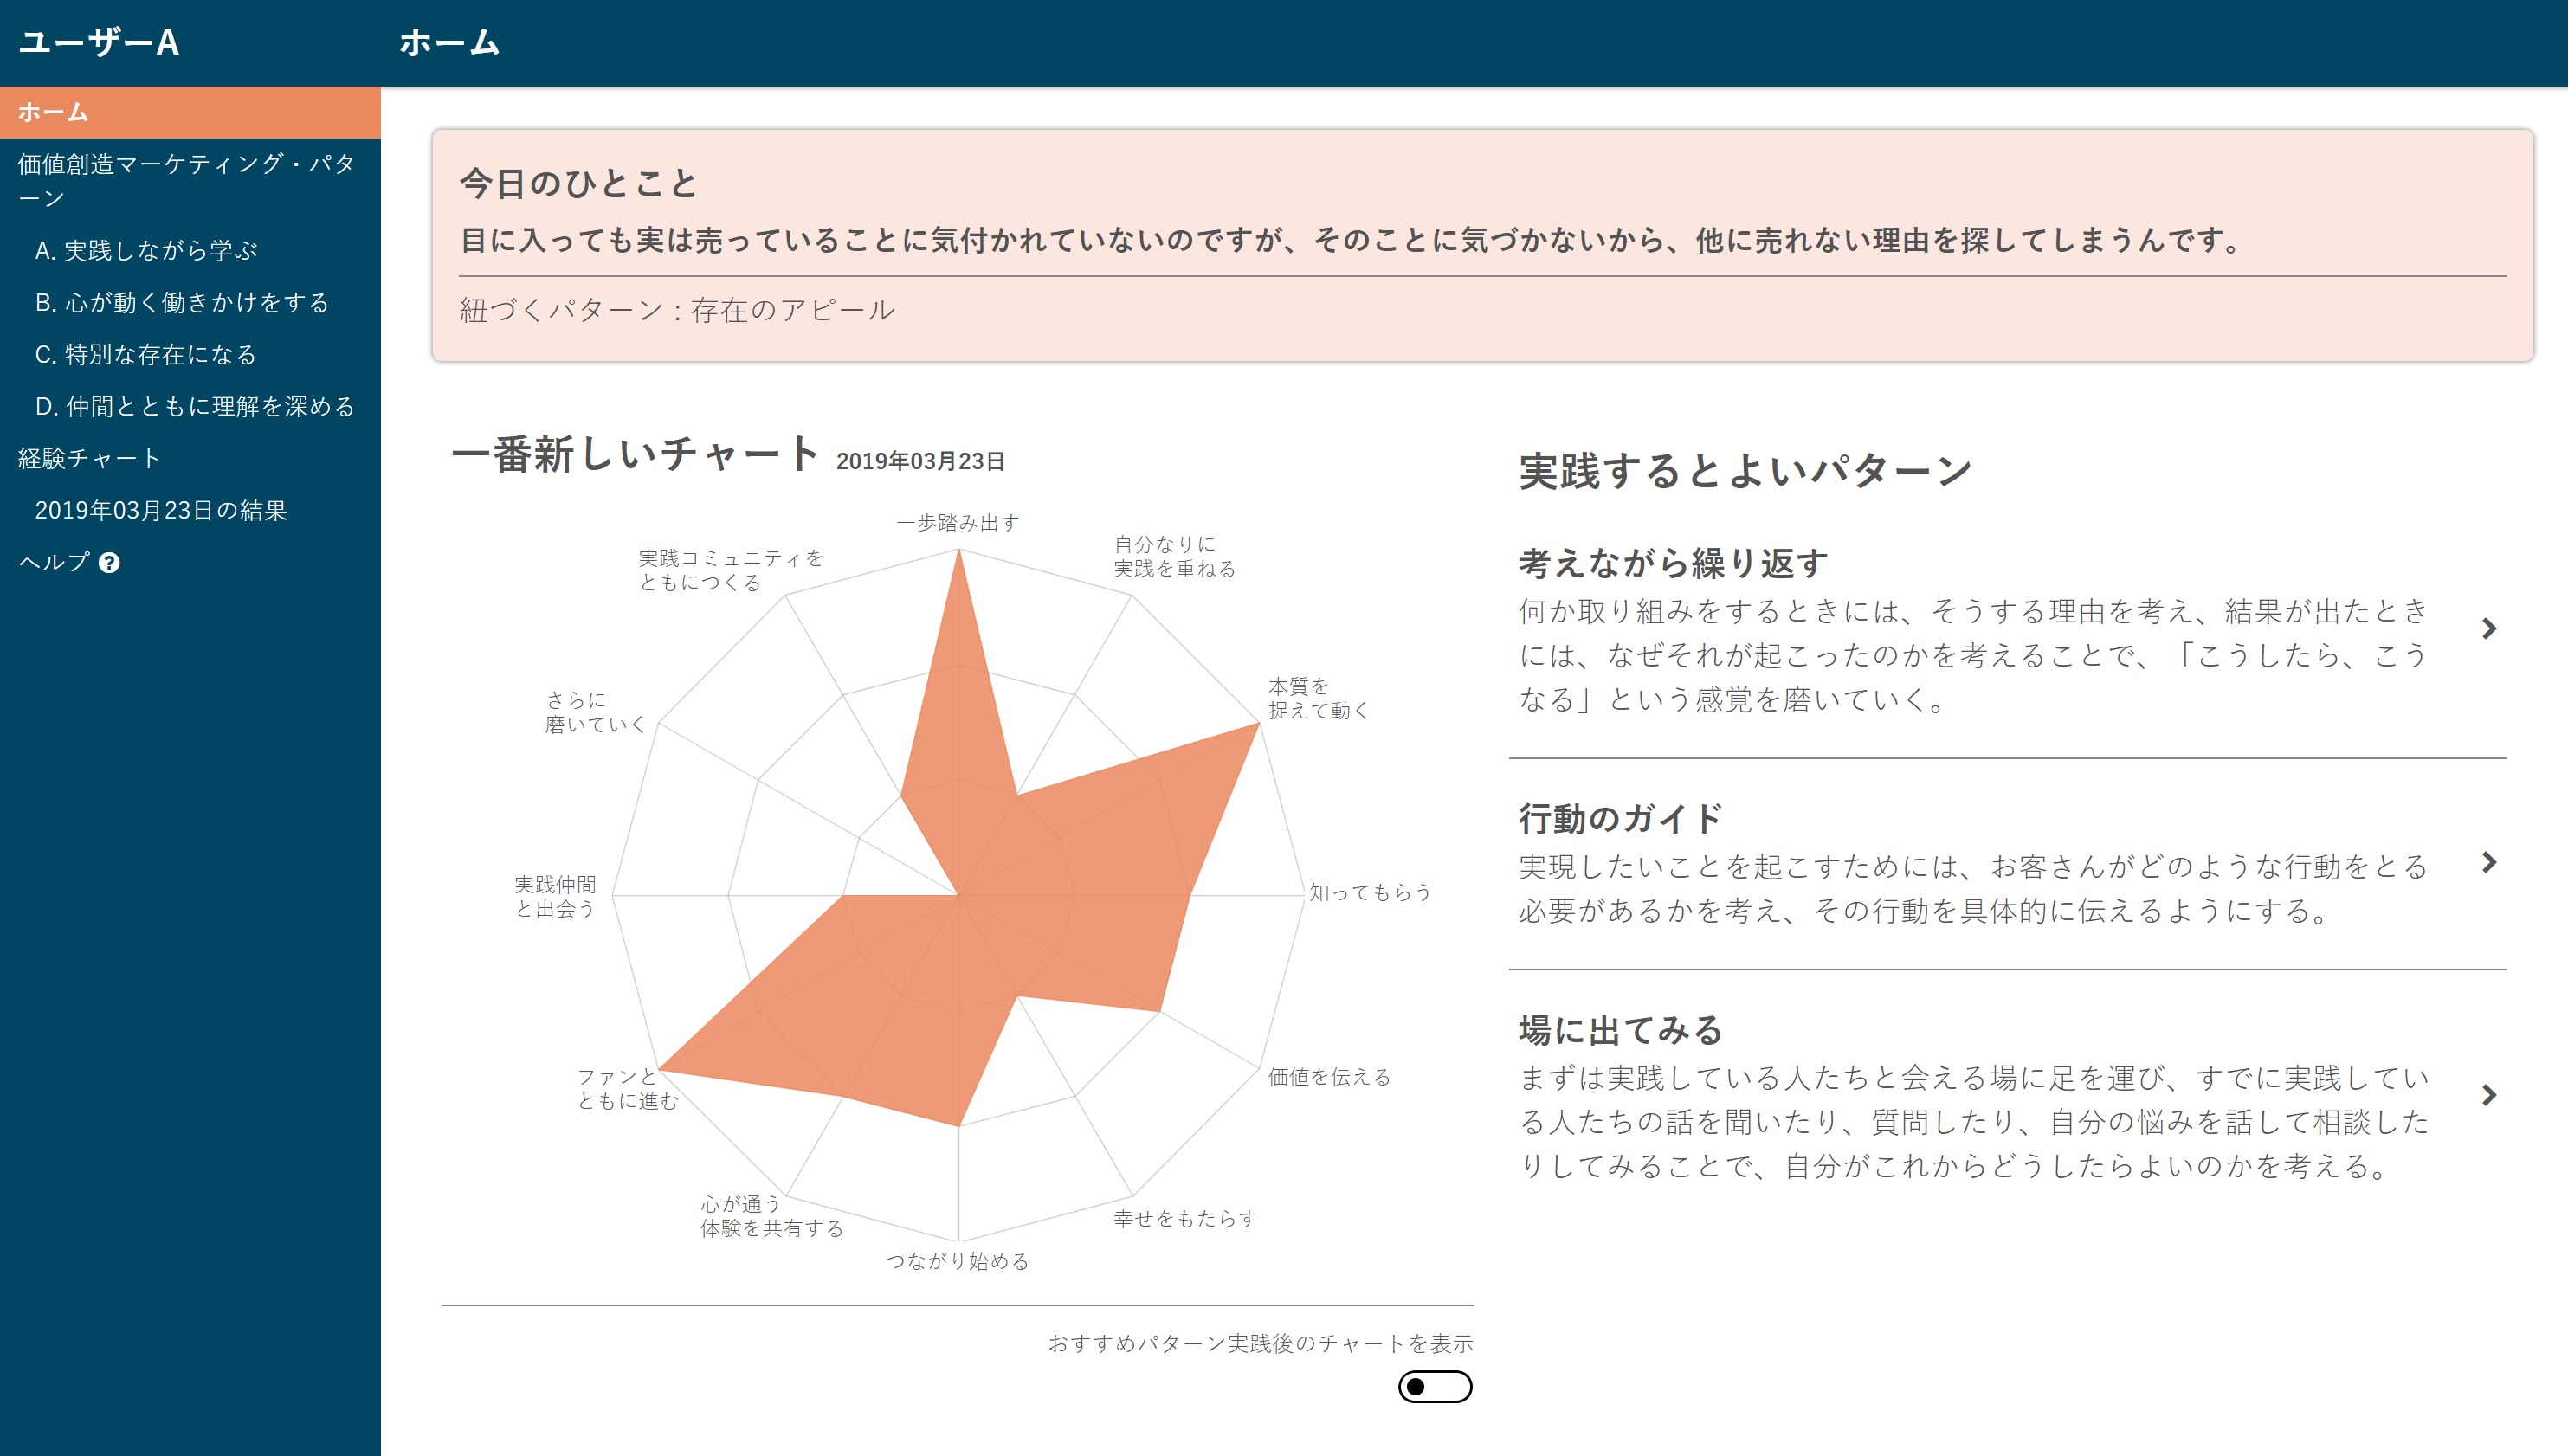 ユーザーA
ホーム
ホーム
価値創造マーケティング・パタ
ーン
A. 実践しながら学ぶ
B. 心が動く働きかけをする
C. 特別な存在になる
D. 仲間とともに理解を深める
経験チャート
2019年03月23日の結果
ヘルプ ?
今日のひとこと
目に入っても実は売っていることに気付かれていないのですが、そのことに気づかないから、他に売れない理由を探してしまうんです。
紐づくパターン : 存在のアピール
一番新しいチャート 2019年03月23日
一歩踏み出す
自分なりに
実践を重ねる
本質を
捉えて動く
知ってもらう
価値を伝える
幸せをもたらす
つながり始める
心が通う
体験を共有する
ファンと
ともに進む
実践仲間
と出会う
さらに
磨いていく
実践コミュニティを
ともにつくる
おすすめパターン実践後のチャートを表示
実践するとよいパターン
考えながら繰り返す
何か取り組みをするときには、そうする理由を考え、結果が出たとき
には、なぜそれが起こったのかを考えることで、「こうしたら、こう
なる」という感覚を磨いていく。
行動のガイド
実現したいことを起こすためには、お客さんがどのような行動をとる
必要があるかを考え、その行動を具体的に伝えるようにする。
場に出てみる
まずは実践している人たちと会える場に足を運び、すでに実践してい
る人たちの話を聞いたり、質問したり、自分の悩みを話して相談した
りしてみることで、自分がこれからどうしたらよいのかを考える。